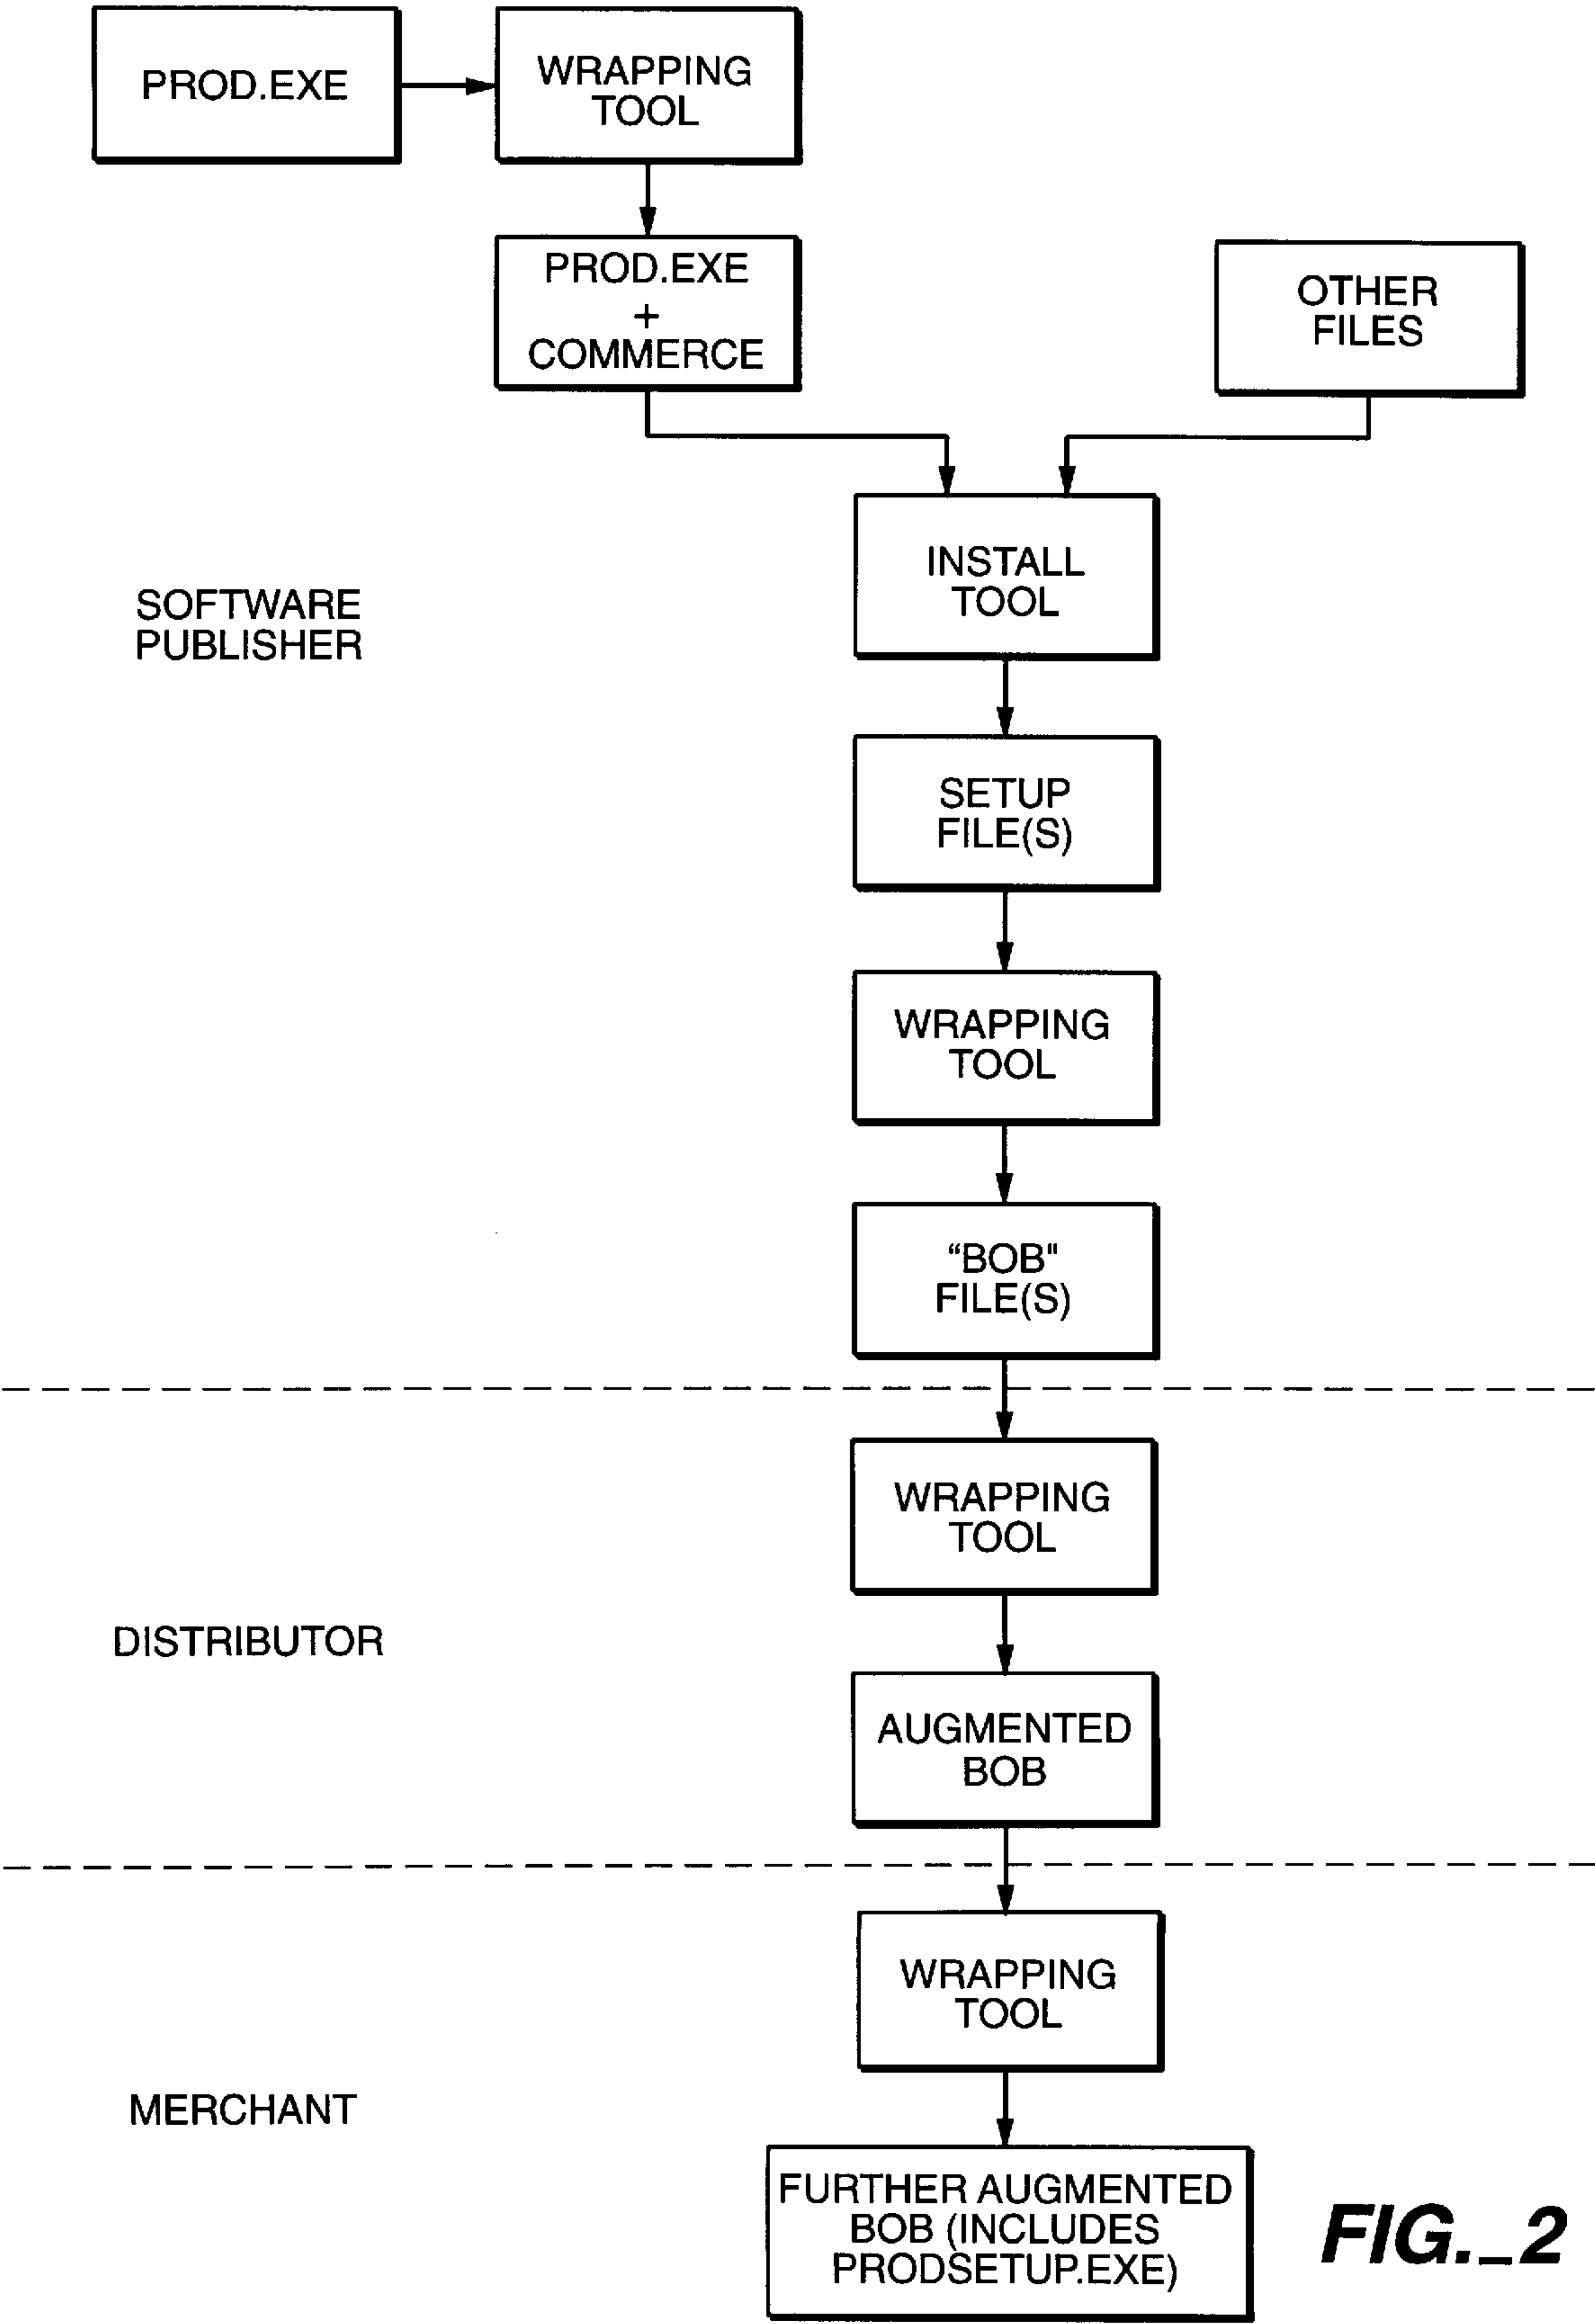 PROD.EXE
WRAPPING
TOOL
PROD.EXE
+
COMMERCE
OTHER
FILES
INSTALL
TOOL
SOFTWARE
PUBLISHER
SETUP
FILE(S)
WRAPPING
TOOL
“BOB"
FILE(S)
WRAPPING
TOOL
DISTRIBUTOR
AUGMENTED
BOB
WRAPPING
TOOL
MERCHANT
FURTHER AUGMENTED
BOB (INCLUDES
PRODSETUP.EXE)
FIG._2